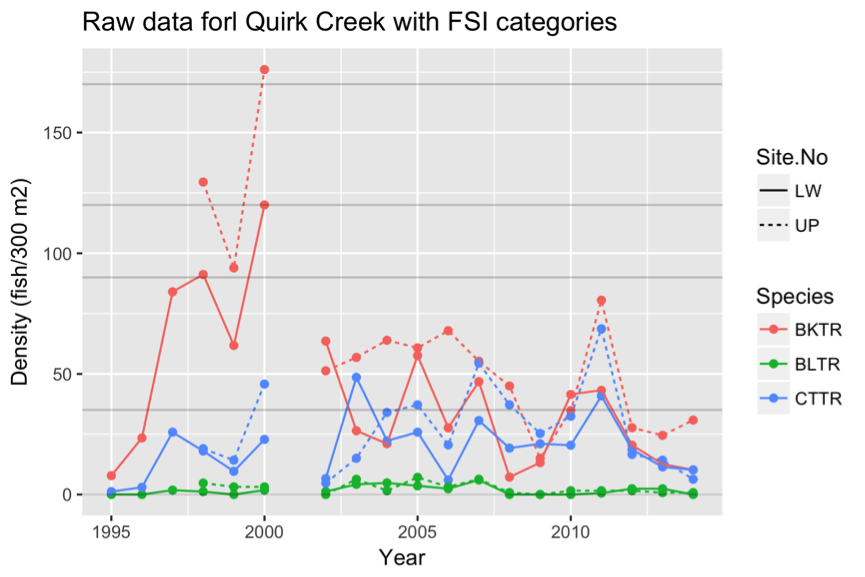 Raw data forl Quirk Creek with FSI categories
Density (fish/300 m2)
150
100
50
0
1995
2000
2005
2010
Year
Site.No
LW
UP
Species
BKTR
BLTR
CTTR